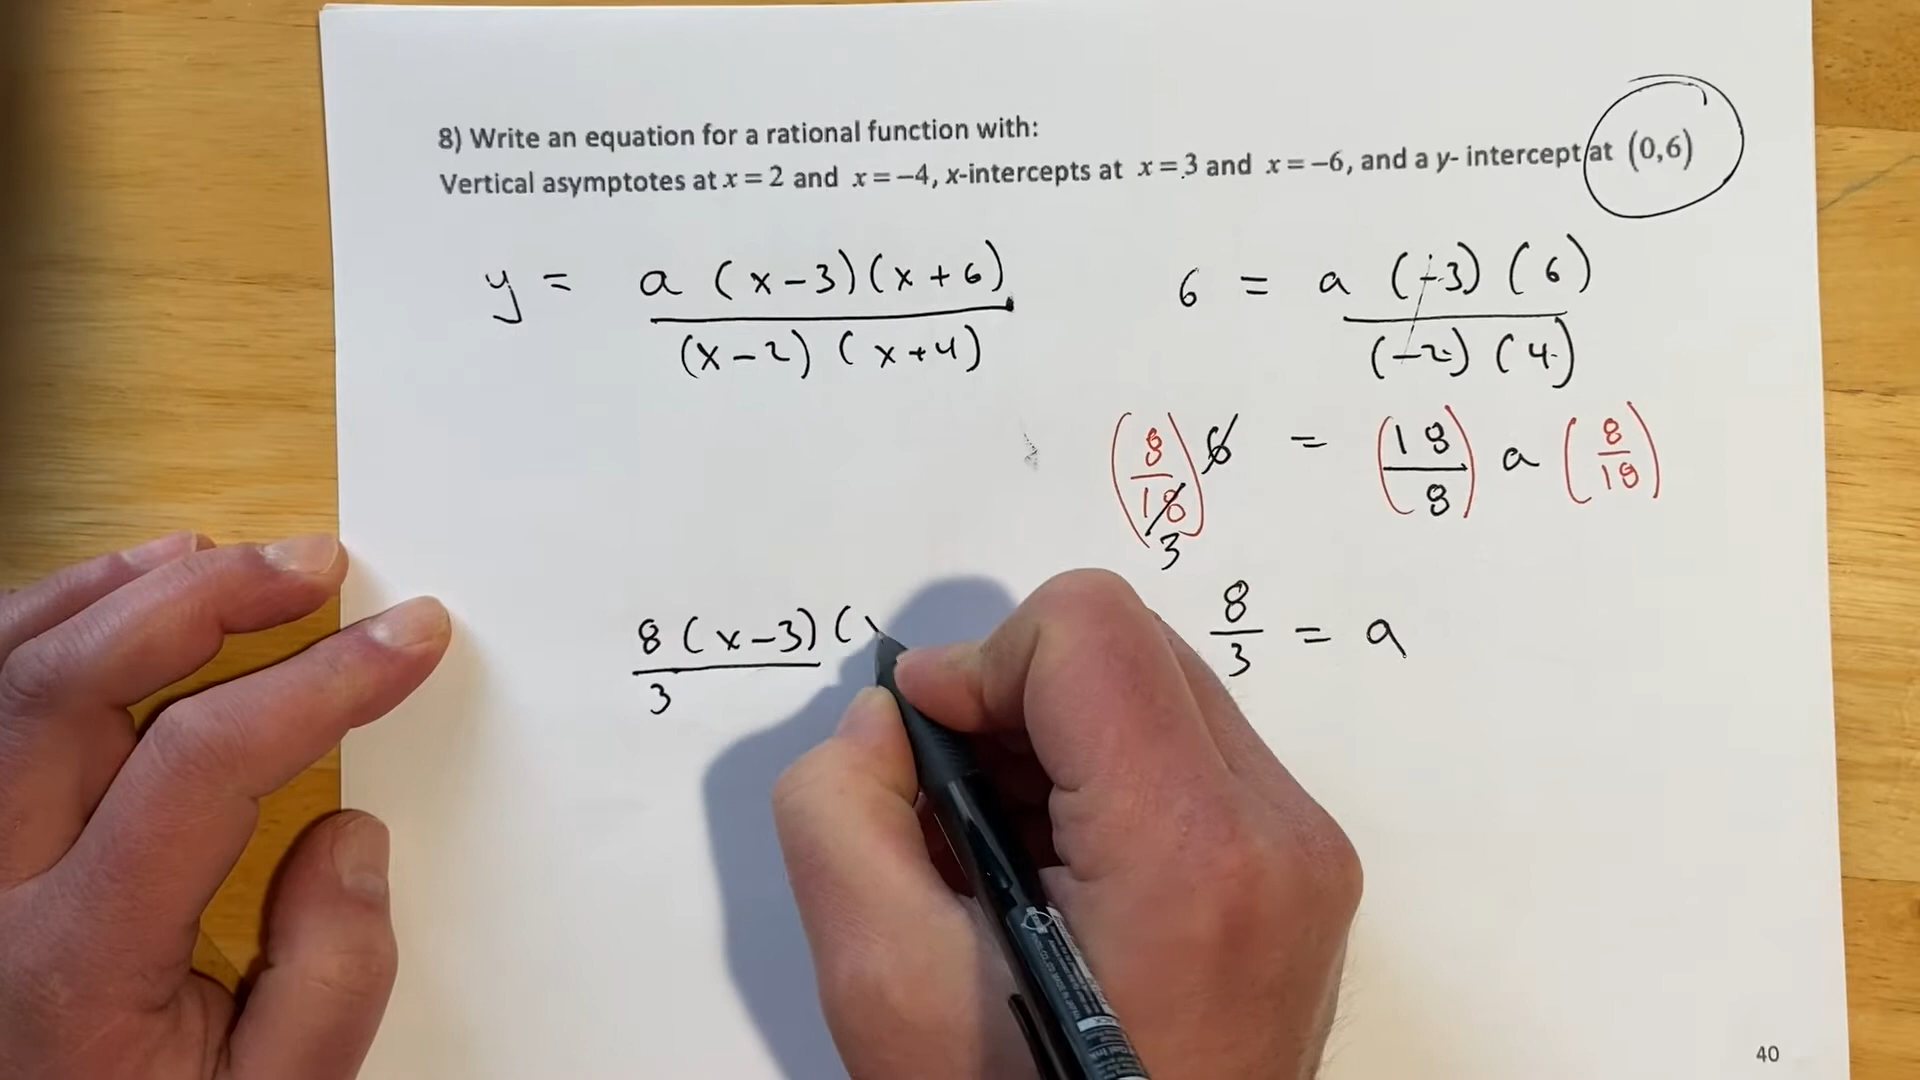 8) Write an equation for a rational function with:
Vertical asymptotes at x = 2 and x = −4, x-intercepts at x = 3 and x = −6, and a y- intercept at (0,6)
y = a (x − 3)(x + 6) / (x − 2) (x + 4)
6 = a (−3) (6) / (−2) (4)
(8/18) 6 = (18/8) a (8/18)
3
8/3 = a
8 (x − 3) (x
3
40